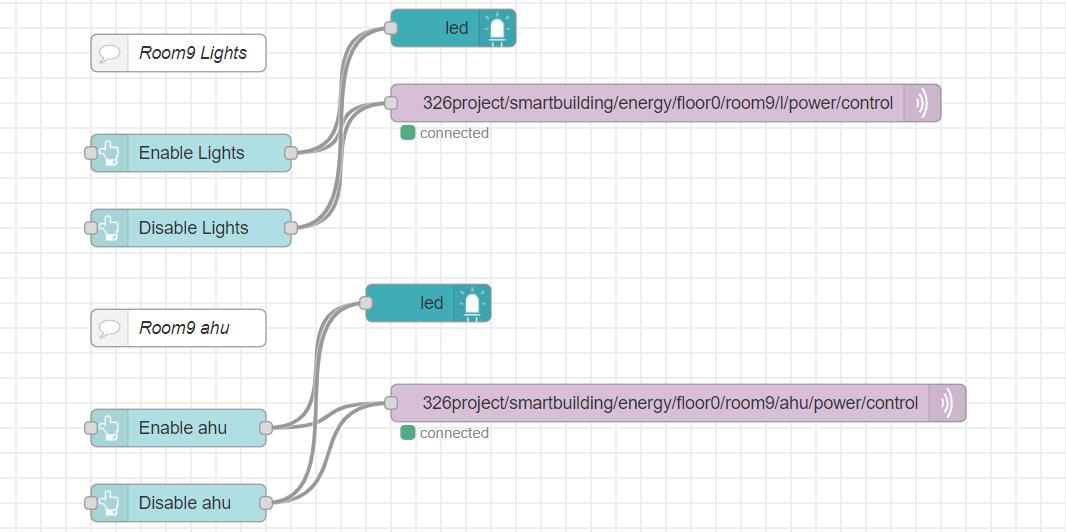 led
Room9 Lights
326project/smartbuilding/energy/floor0/room9/l/power/control
connected
Enable Lights
Disable Lights
led
Room9 ahu
326project/smartbuilding/energy/floor0/room9/ahu/power/control
Enable ahu
connected
Disable ahu